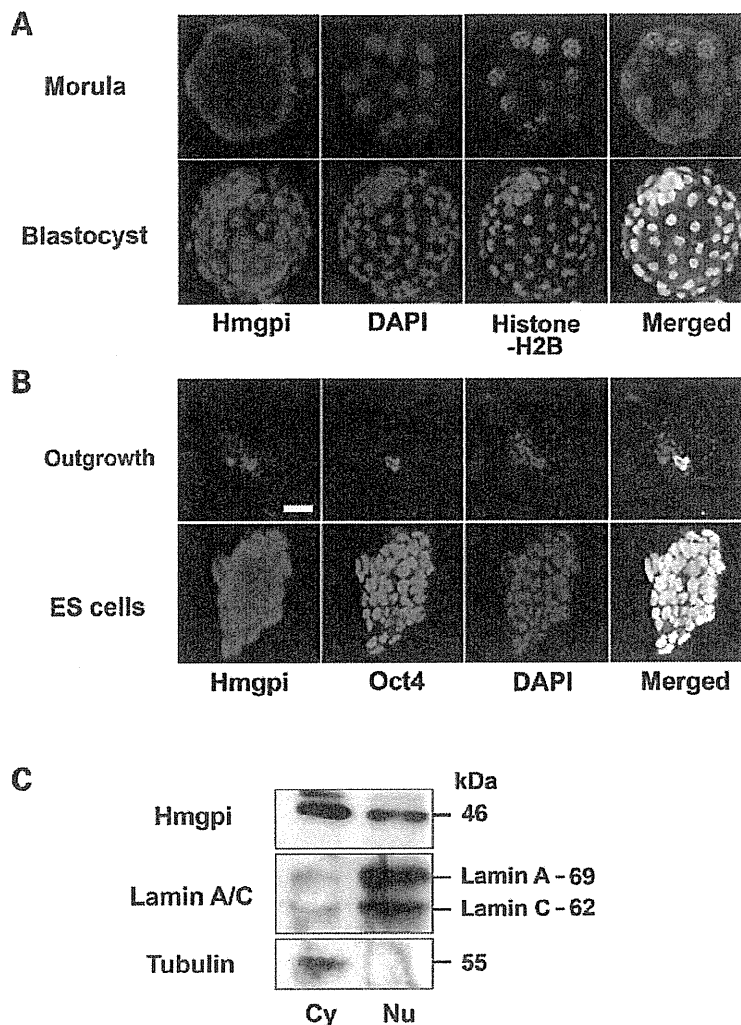 A
Morula
Blastocyst
Hmgpi DAPI Histone -H2B Merged
B
Outgrowth
ES cells
Hmgpi Oct4 DAPI Merged
C
kDa
Hmgpi 46
Lamin A/C Lamin A - 69
Lamin C - 62
Tubulin 55
Cy Nu